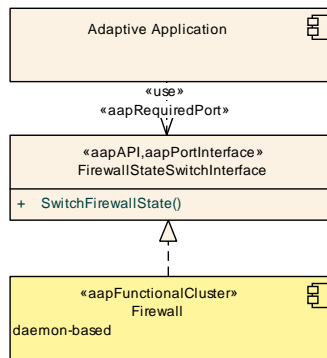 Adaptive Application
«use»
«aapRequiredPort»
«aapAPI,aapPortInterface»
FirewallStateSwitchInterface
+ SwitchFirewallState()
«aapFunctionalCluster»
Firewall
daemon-based